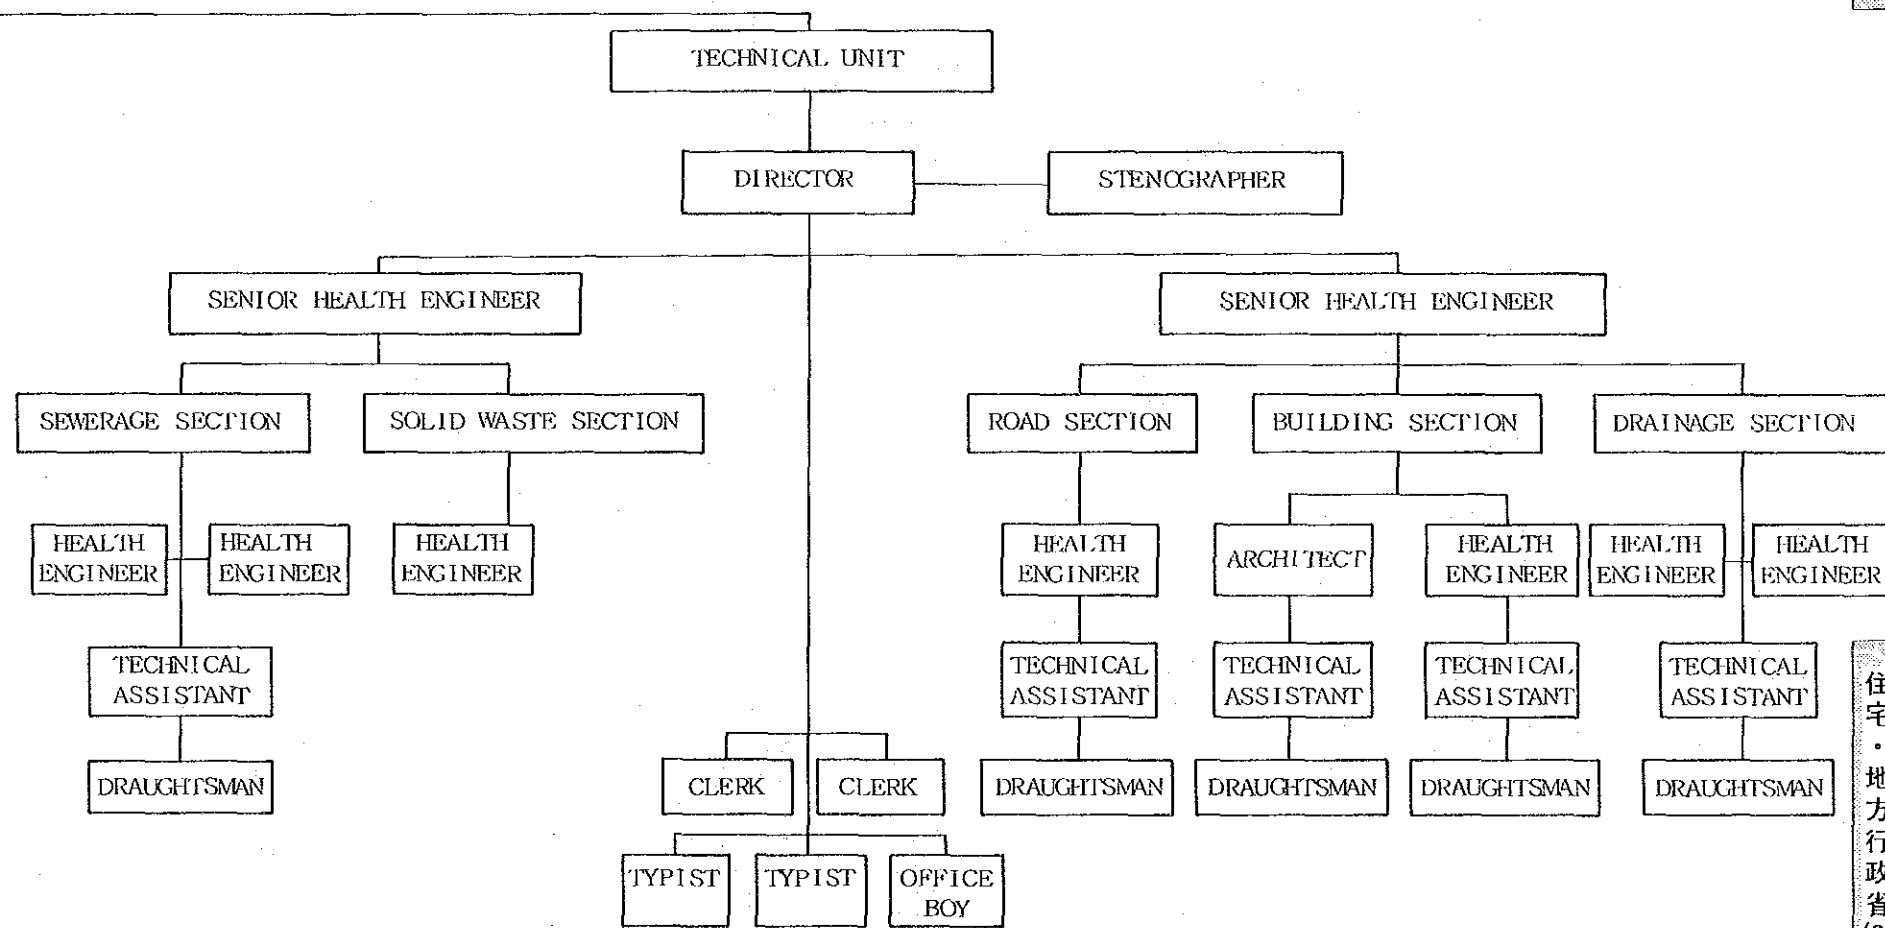 TECHNICAL UNIT
DIRECTOR
STENOGRAPHER
SENIOR HEALTH ENGINEER
SENIOR HEALTH ENGINEER
SEWERAGE SECTION
SOLID WASTE SECTION
ROAD SECTION
BUILDING SECTION
DRAINAGE SECTION
HEALTH
ENGINEER
HEALTH
ENGINEER
HEALTH
ENGINEER
HEALTH
ENGINEER
ARCHITECT
HEALTH
ENGINEER
HEALTH
ENGINEER
HEALTH
ENGINEER
TECHNICAL
ASSISTANT
TECHNICAL
ASSISTANT
TECHNICAL
ASSISTANT
TECHNICAL
ASSISTANT
TECHNICAL
ASSISTANT
DRAUGHTSMAN
CLERK
CLERK
DRAUGHTSMAN
DRAUGHTSMAN
DRAUGHTSMAN
DRAUGHTSMAN
TYPIST
TYPIST
OFFICE
BOY
住宅・地方行政省